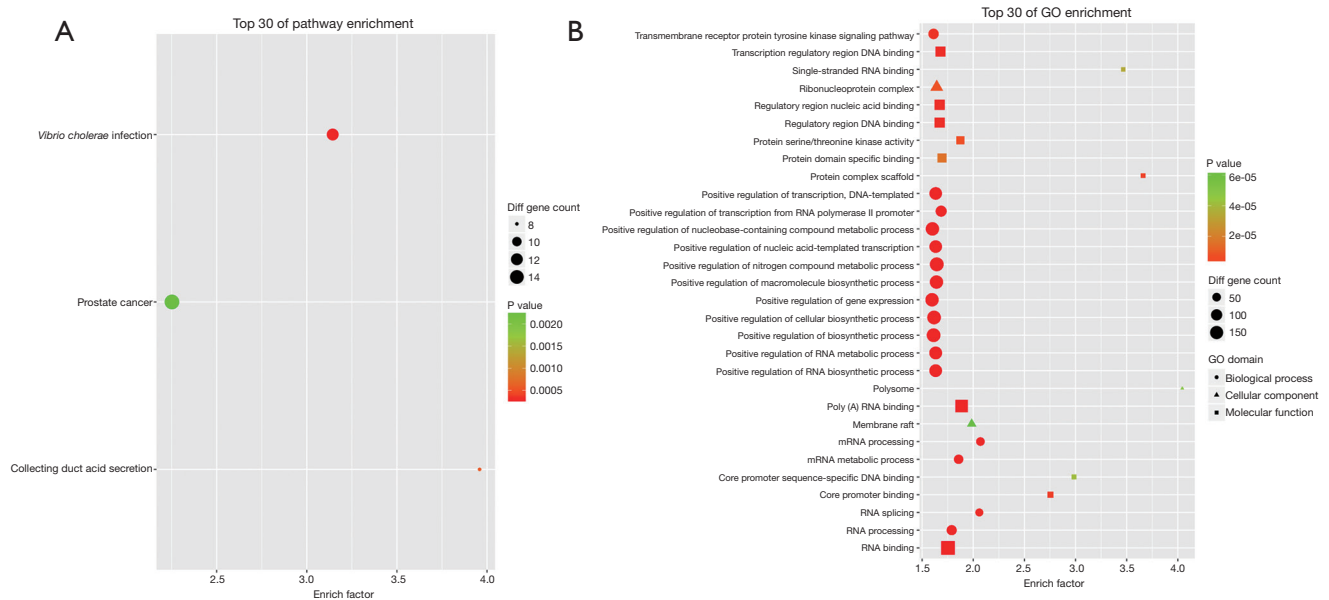 A
Top 30 of pathway enrichment
Vibrio cholerae infection
Prostate cancer
Collecting duct acid secretion
2.5
3.0
3.5
4.0
Enrich factor
Diff gene count
8
10
12
14
P value
0.0020
0.0015
0.0010
0.0005
B
Top 30 of GO enrichment
Transmembrane receptor protein tyrosine kinase signaling pathway
Transcription regulatory region DNA binding
Single-stranded RNA binding
Ribonucleoprotein complex
Regulatory region nucleic acid binding
Regulatory region DNA binding
Protein serine/threonine kinase activity
Protein domain specific binding
Protein complex scaffold
Positive regulation of transcription, DNA-templated
Positive regulation of transcription from RNA polymerase II promoter
Positive regulation of nucleobase-containing compound metabolic process
Positive regulation of nucleic acid-templated transcription
Positive regulation of nitrogen compound metabolic process
Positive regulation of macromolecule biosynthetic process
Positive regulation of gene expression
Positive regulation of cellular biosynthetic process
Positive regulation of biosynthetic process
Positive regulation of RNA metabolic process
Positive regulation of RNA biosynthetic process
Polysome
Poly (A) RNA binding
Membrane raft
mRNA processing
mRNA metabolic process
Core promoter sequence-specific DNA binding
Core promoter binding
RNA splicing
RNA processing
RNA binding
1.5
2.0
2.5
3.0
3.5
4.0
Enrich factor
P value
6e-05
4e-05
2e-05
Diff gene count
50
100
150
GO domain
Biological process
Cellular component
Molecular function